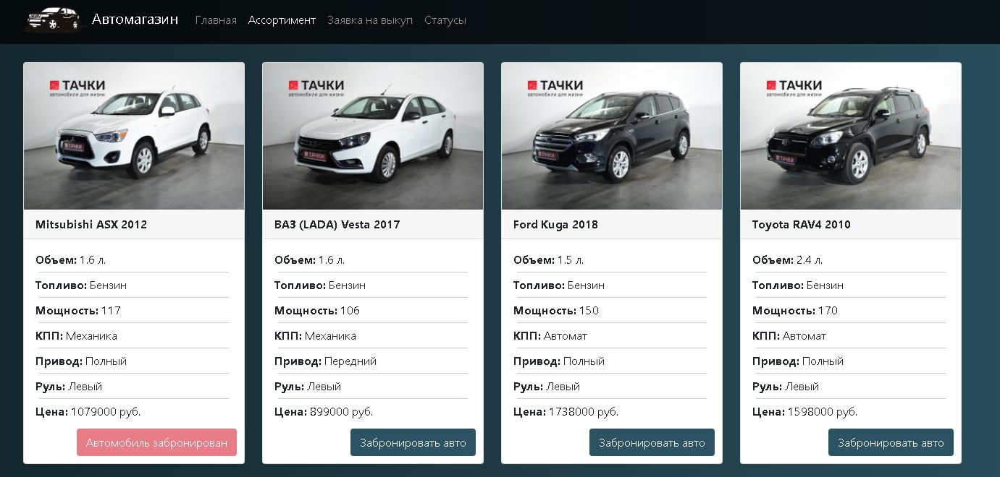 Автомагазин Главная Ассортимент Заявка на выкуп Статусы
ТАЧКИ
автомобили для жизни
ТАЧКИ
Mitsubishi ASX 2012
Объем: 1.6 л.
Топливо: Бензин
Мощность: 117
КПП: Механика
Привод: Полный
Руль: Левый
Цена: 1079000 руб.
Автомобиль забронирован
ТАЧКИ
автомобили для жизни
ТАЧКИ
ВАЗ (LADA) Vesta 2017
Объем: 1.6 л.
Топливо: Бензин
Мощность: 106
КПП: Механика
Привод: Передний
Руль: Левый
Цена: 899000 руб.
Забронировать авто
ТАЧКИ
автомобили для жизни
ТАЧКИ
Ford Kuga 2018
Объем: 1.5 л.
Топливо: Бензин
Мощность: 150
КПП: Автомат
Привод: Полный
Руль: Левый
Цена: 1738000 руб.
Забронировать авто
ТАЧКИ
автомобили для жизни
ТАЧКИ
Toyota RAV4 2010
Объем: 2.4 л.
Топливо: Бензин
Мощность: 170
КПП: Автомат
Привод: Полный
Руль: Левый
Цена: 1598000 руб.
Забронировать авто